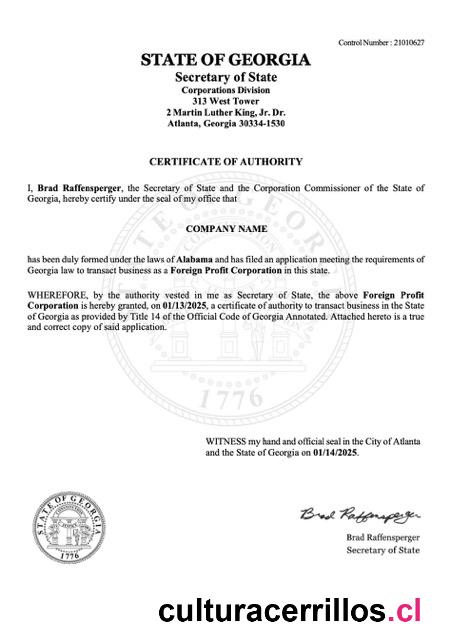 Control Number : 21010627
STATE OF GEORGIA
Secretary of State
Corporations Division
313 West Tower
2 Martin Luther King, Jr. Dr.
Atlanta, Georgia 30334-1530
CERTIFICATE OF AUTHORITY
I, Brad Raffensperger, the Secretary of State and the Corporation Commissioner of the State of
Georgia, hereby certify under the seal of my office that
COMPANY NAME
has been duly formed under the laws of Alabama and has filed an application meeting the requirements of
Georgia law to transact business as a Foreign Profit Corporation in this state.
WHEREFORE, by the authority vested in me as Secretary of State, the above Foreign Profit
Corporation is hereby granted, on 01/13/2025, a certificate of authority to transact business in the State
of Georgia as provided by Title 14 of the Official Code of Georgia Annotated. Attached hereto is a true
and correct copy of said application.
STATE OF GEORGIA
1776
WITNESS my hand and official seal in the City of Atlanta
and the State of Georgia on 01/14/2025.
STATE OF GEORGIA
1776
Brad Raffensperger
Brad Raffensperger
Secretary of State
culturacerrillos.cl